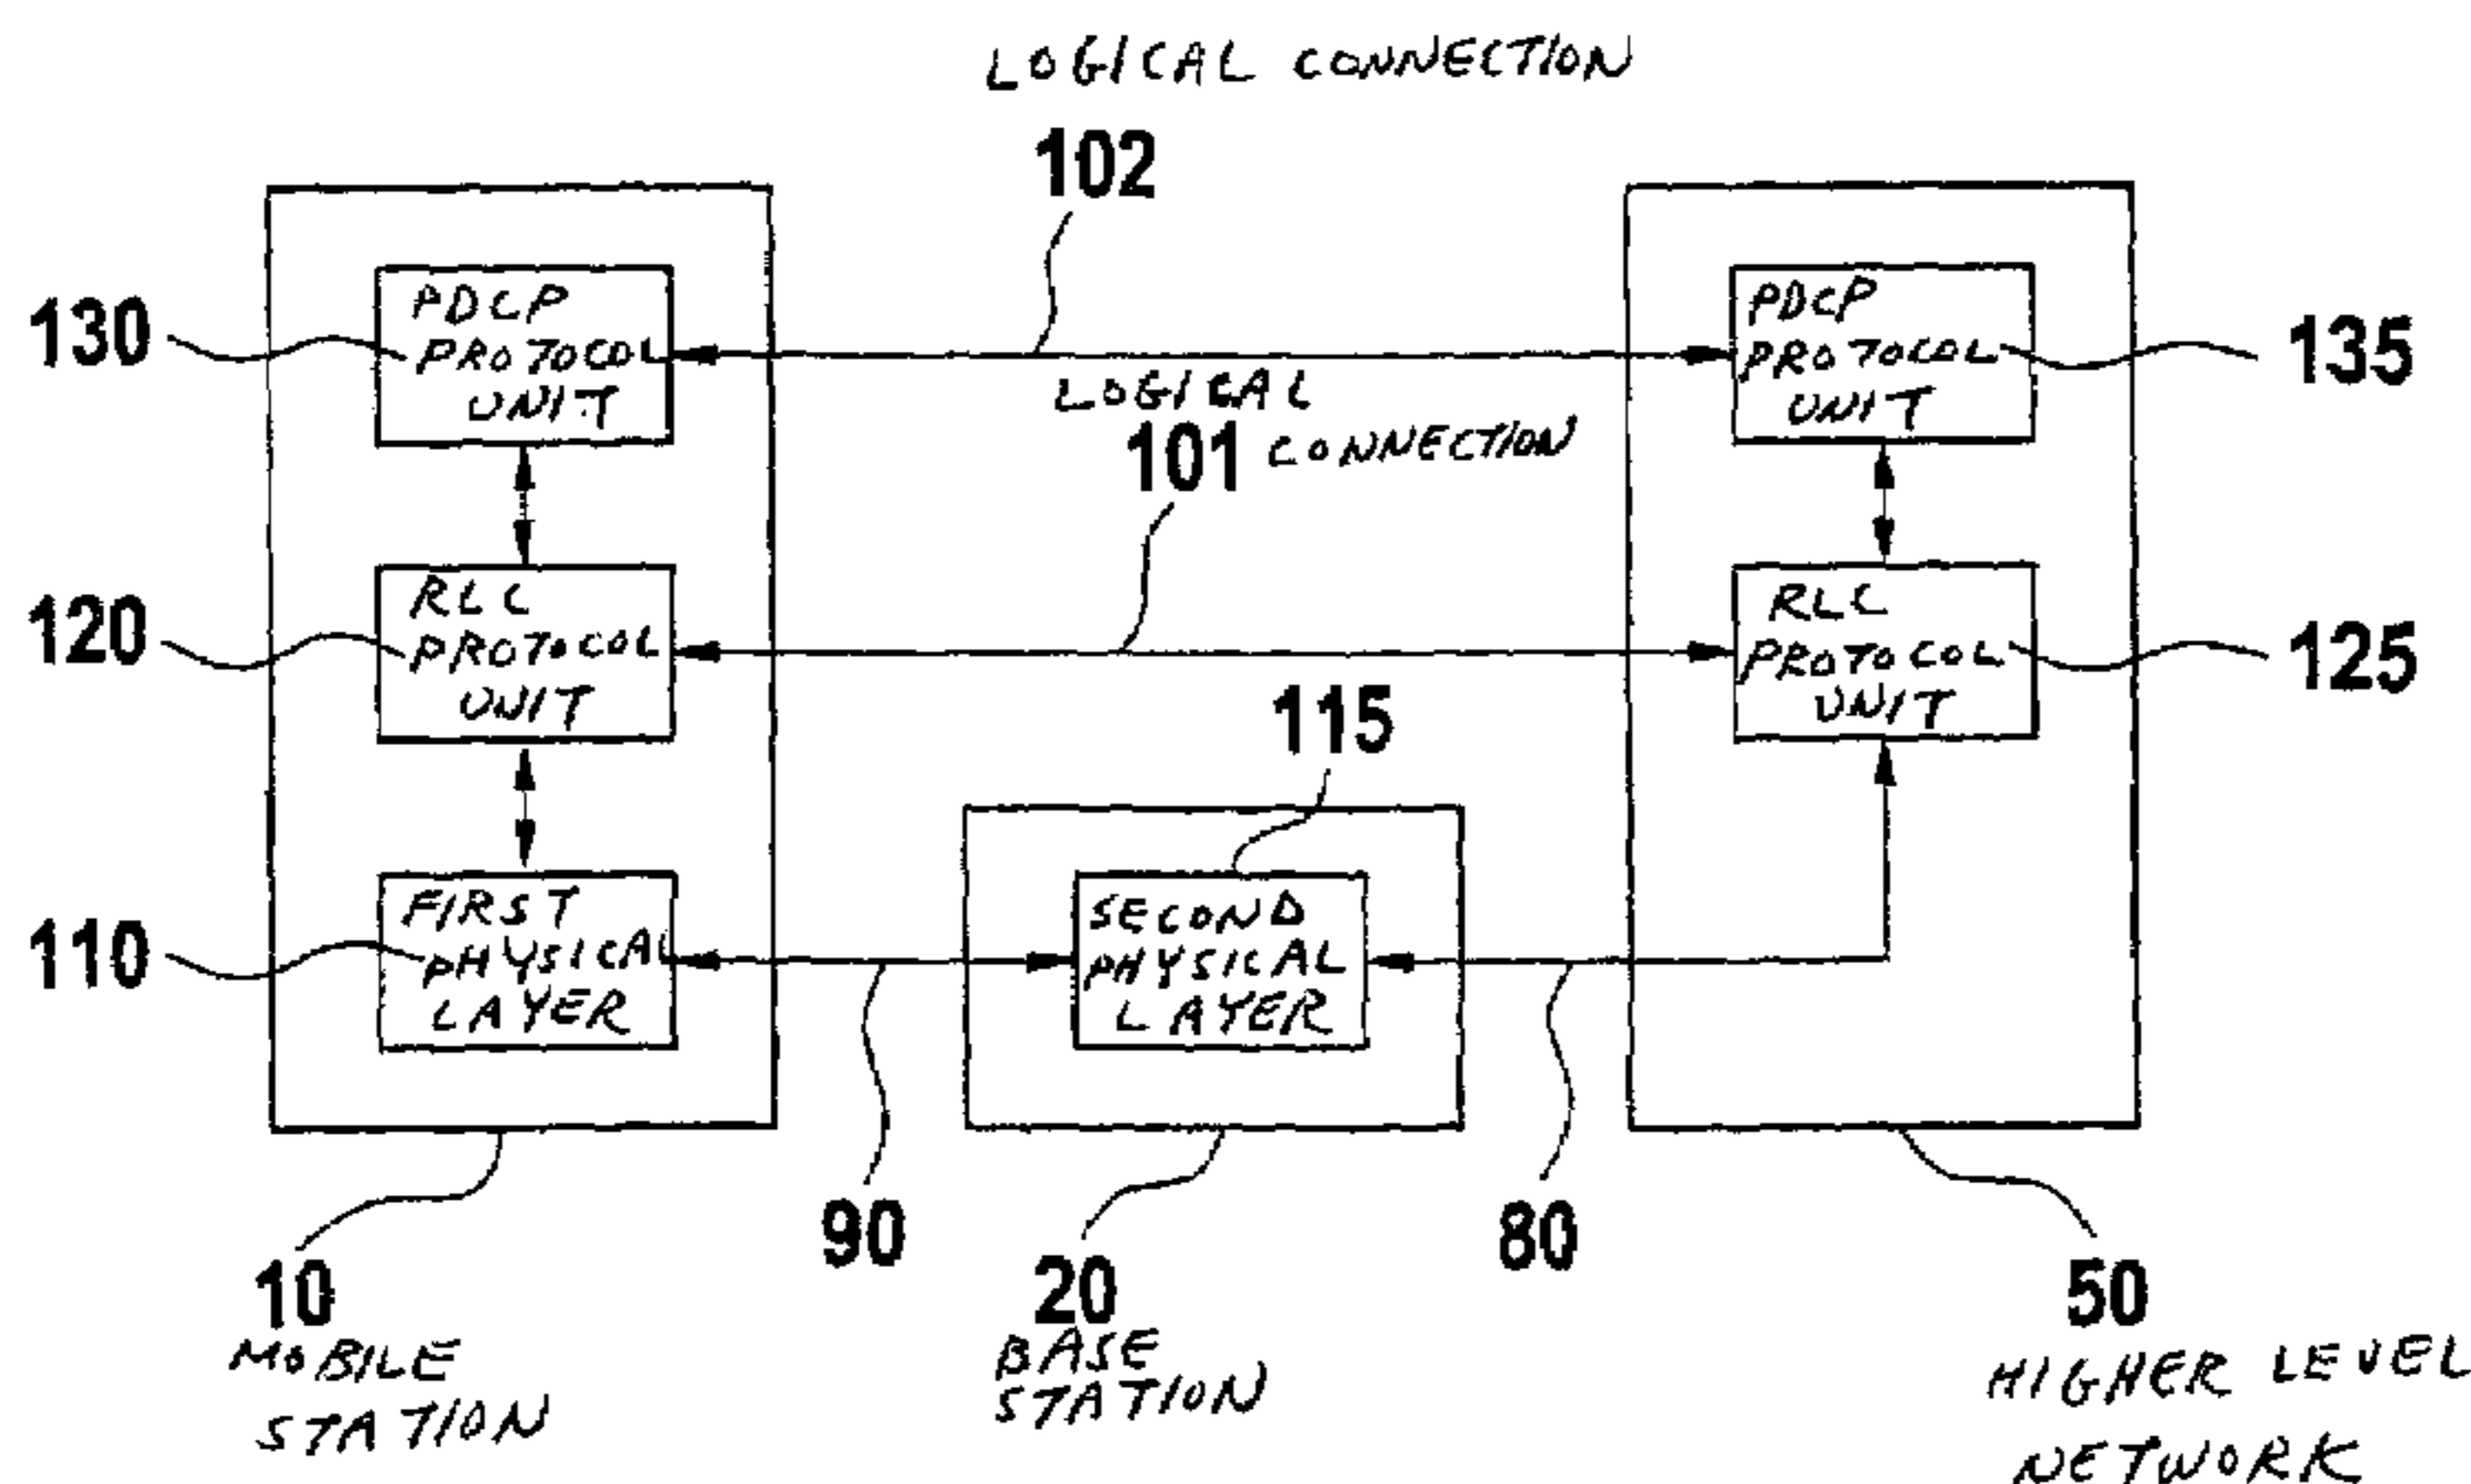 LOGICAL CONNECTION
102
PDCP
PROTOCOL
UNIT
130
PDCP
PROTOCOL
UNIT
135
LOGICAL
101 CONNECTION
RLC
PROTOCOL
UNIT
120
RLC
PROTOCOL
UNIT
125
115
FIRST
PHYSICAL
LAYER
110
SECOND
PHYSICAL
LAYER
90
80
10
MOBILE
STATION
20
BASE
STATION
50
HIGHER LEVEL
NETWORK